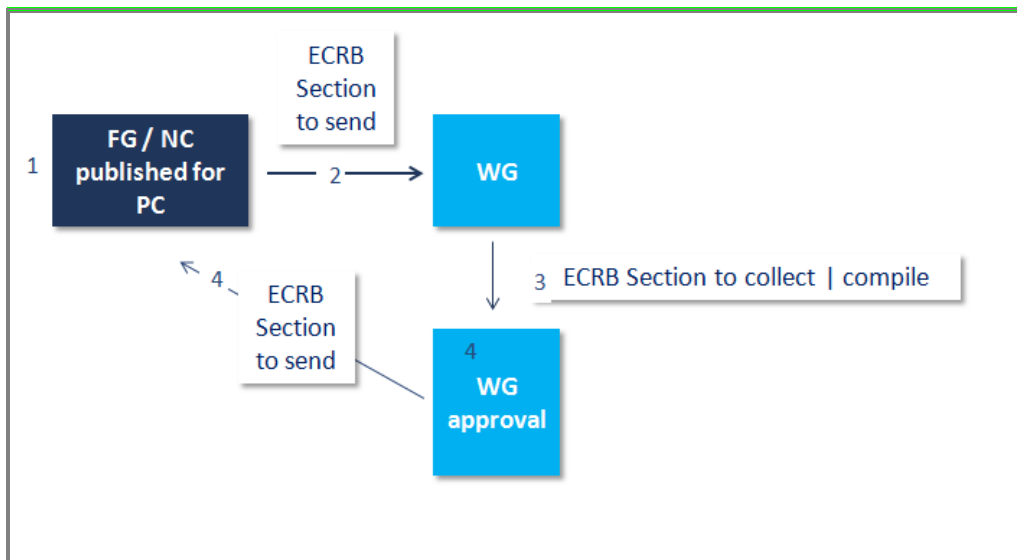 ECRB
Section
to send
1
FG / NC
published for
PC
2
WG
3
ECRB Section to collect | compile
4
ECRB
Section
to send
4
WG
approval